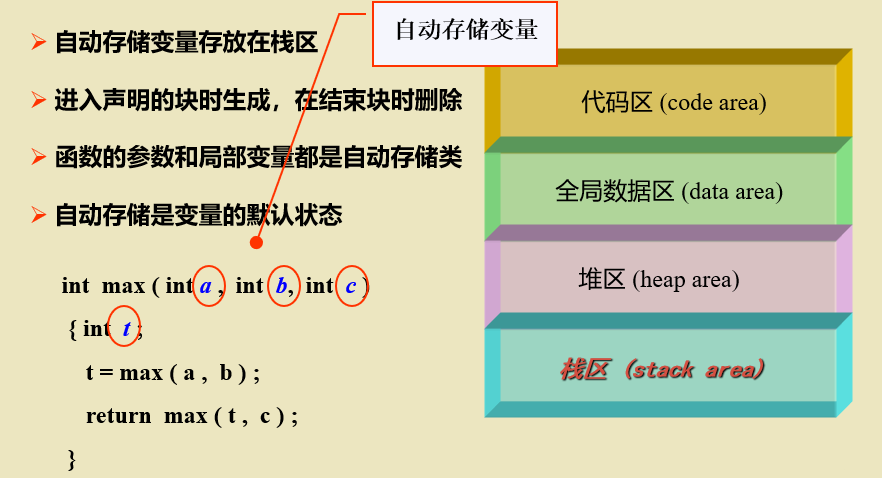 自动存储变量
自动存储变量存放在栈区
进入声明的块时生成，在结束块时删除
函数的参数和局部变量都是自动存储类
自动存储是变量的默认状态
int max ( int a , int b, int c )
{ int t ;
t = max ( a , b ) ;
return max ( t , c ) ;
}
代码区 (code area)
全局数据区 (data area)
堆区 (heap area)
栈区 (stack area)